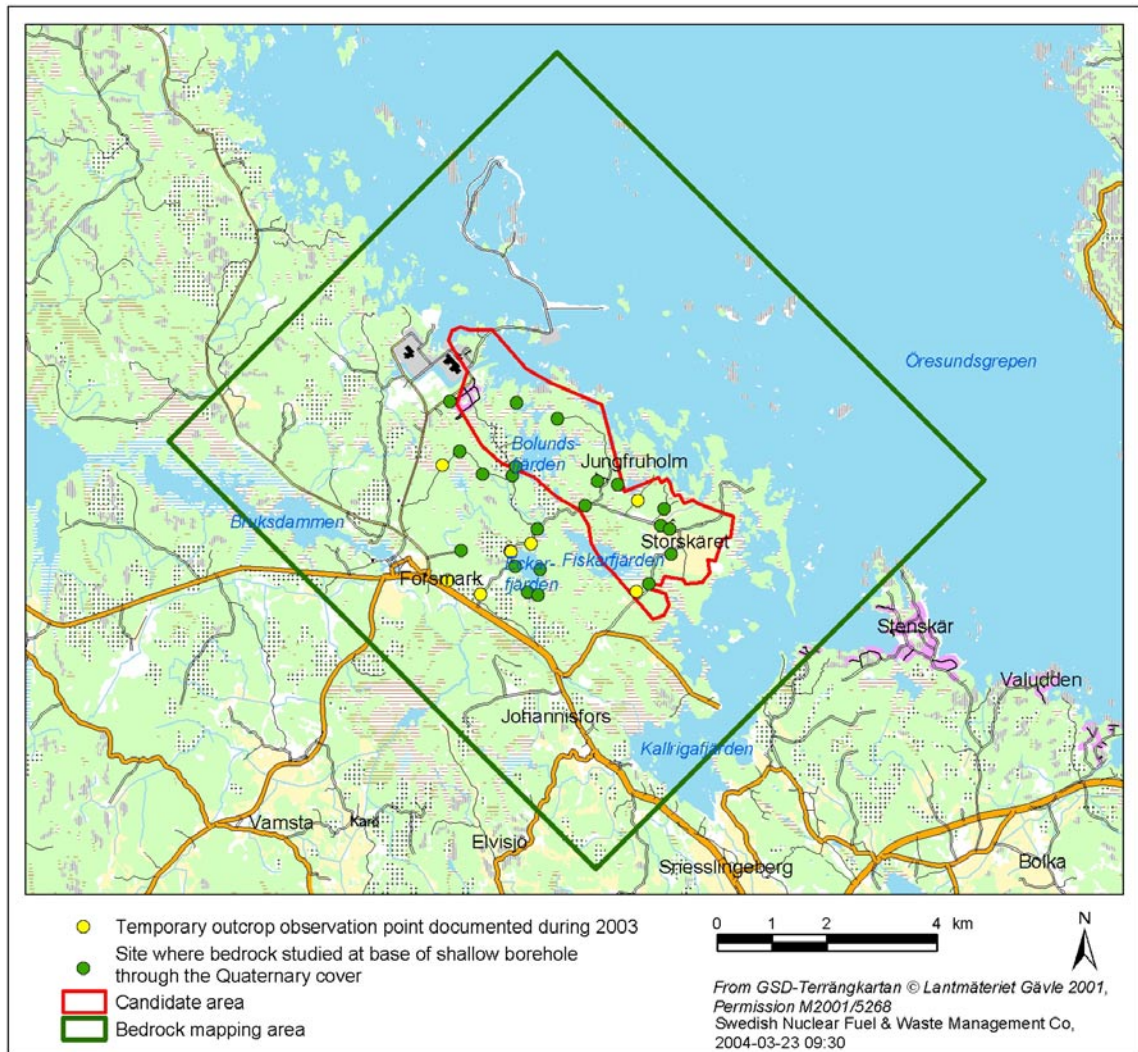 Öresundsgrepen
Bolunds-
fjärden
Jungfruholm
Bruksdammen
Storskäret
Fiskarfjärden
fjärden
Forsmark
Stenskär
Valudden
Johannisfors
Kallrigafjärden
Vamsta
Elvisjö
Snesslingeberg
Bolka
Temporary outcrop observation point documented during 2003
Site where bedrock studied at base of shallow borehole
through the Quaternary cover
Candidate area
Bedrock mapping area
0 1 2 4 km
N
From GSD-Terrängkartan © Lantmäteriet Gävle 2001,
Permission M2001/5268
Swedish Nuclear Fuel & Waste Management Co,
2004-03-23 09:30